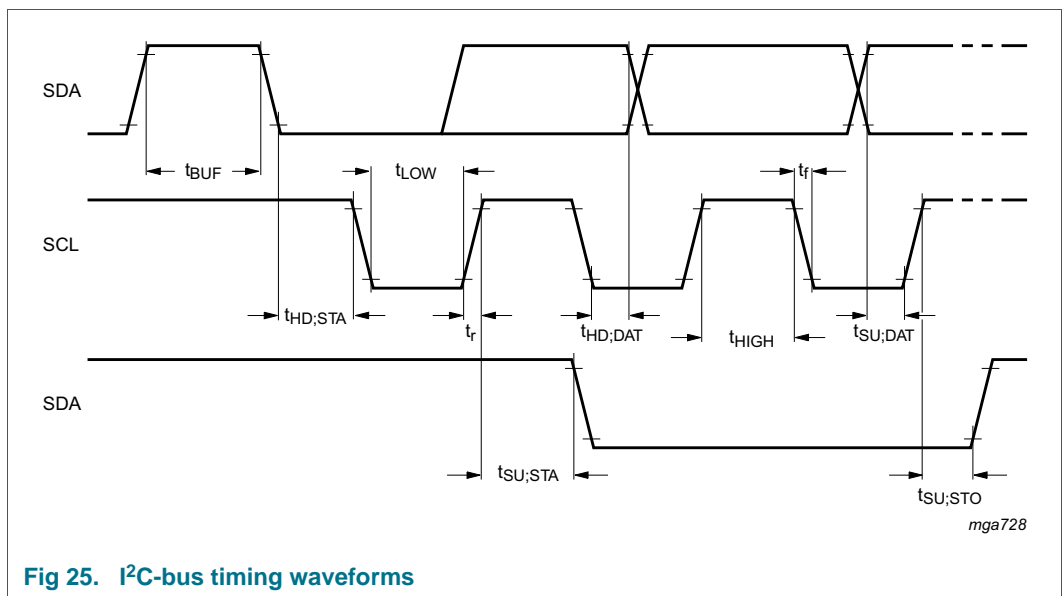 SDA
tBUF
tLOW
tf
SCL
tHD;STA
tr
tHD;DAT
tHIGH
tSU;DAT
SDA
tSU;STA
tSU;STO
mga728
Fig 25. I²C-bus timing waveforms